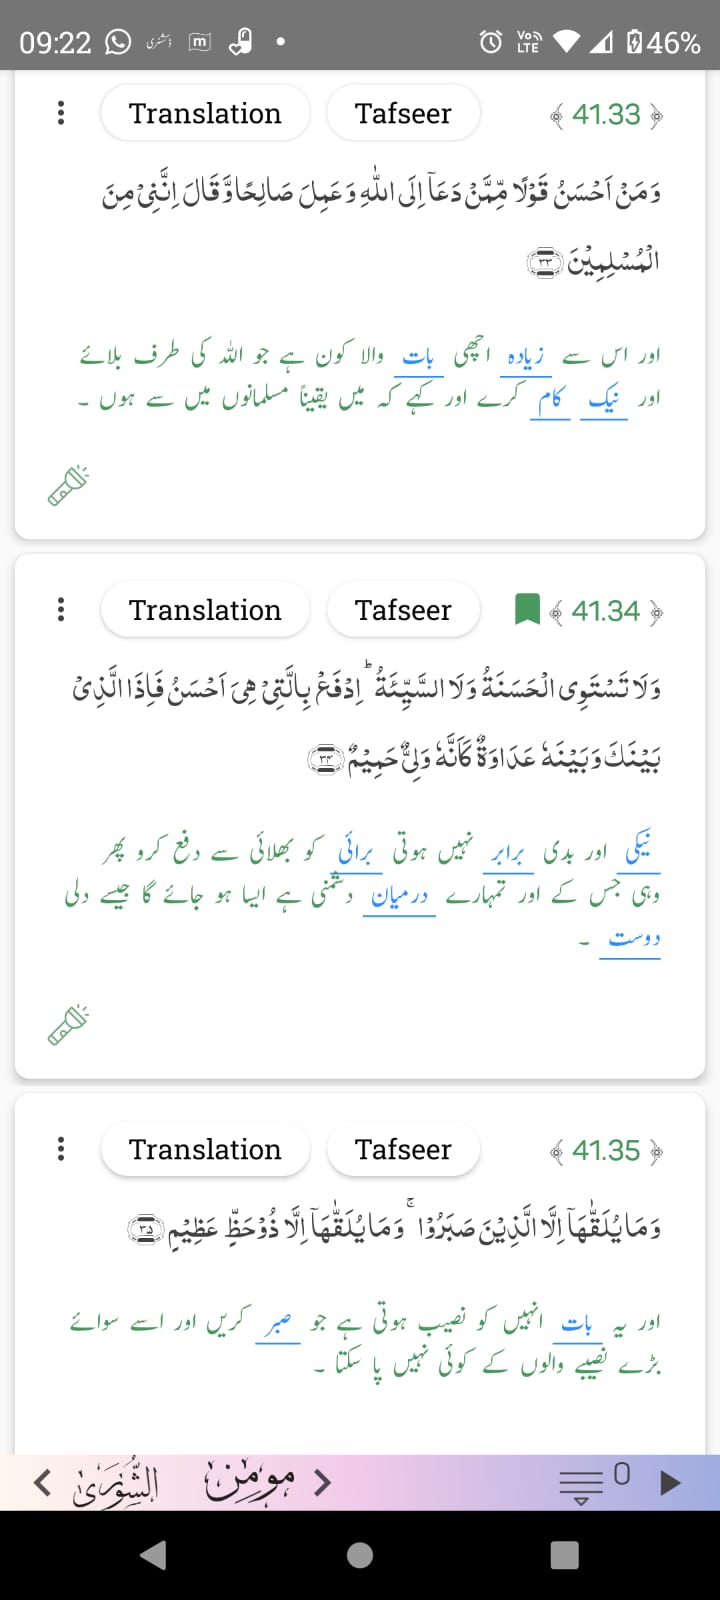 09:22 ڈکشنری m VoLTE 46%
Translation Tafseer 41.33
وَمَنْ اَحْسَنُ قَوْلًا مِّمَّنْ دَعَآ اِلَى اللّٰهِ وَعَمِلَ صَالِحًا وَّقَالَ اِنَّنِىْ مِنَ
الْمُسْلِمِيْنَ ۳۳
اور اس سے زیادہ اچھی بات والا کون ہے جو اللہ کی طرف بلائے
اور نیک کام کرے اور کہے کہ میں یقیناً مسلمانوں میں سے ہوں ۔
Translation Tafseer 41.34
وَلَا تَسْتَوِى الْحَسَنَةُ وَلَا السَّيِّئَةُ ؕ اِدْفَعْ بِالَّتِىْ هِىَ اَحْسَنُ فَاِذَا الَّذِىْ
بَيْنَكَ وَبَيْنَهٗ عَدَاوَةٌ كَاَنَّهٗ وَلِىٌّ حَمِيْمٌ ۳۴
نیکی اور بدی برابر نہیں ہوتی برائی کو بھلائی سے دفع کرو پھر
وہی جس کے اور تمہارے درمیان دشمنی ہے ایسا ہو جائے گا جیسے دلی
دوست ۔
Translation Tafseer 41.35
وَمَا يُلَقّٰٮهَاۤ اِلَّا الَّذِيْنَ صَبَرُوْا ۚ وَمَا يُلَقّٰٮهَاۤ اِلَّا ذُوْ حَظٍّ عَظِيْمٍ ۳۵
اور یہ بات انہیں کو نصیب ہوتی ہے جو صبر کریں اور اسے سوائے
بڑے نصیبے والوں کے کوئی نہیں پا سکتا ۔
الشُّوْرٰى مومن 0